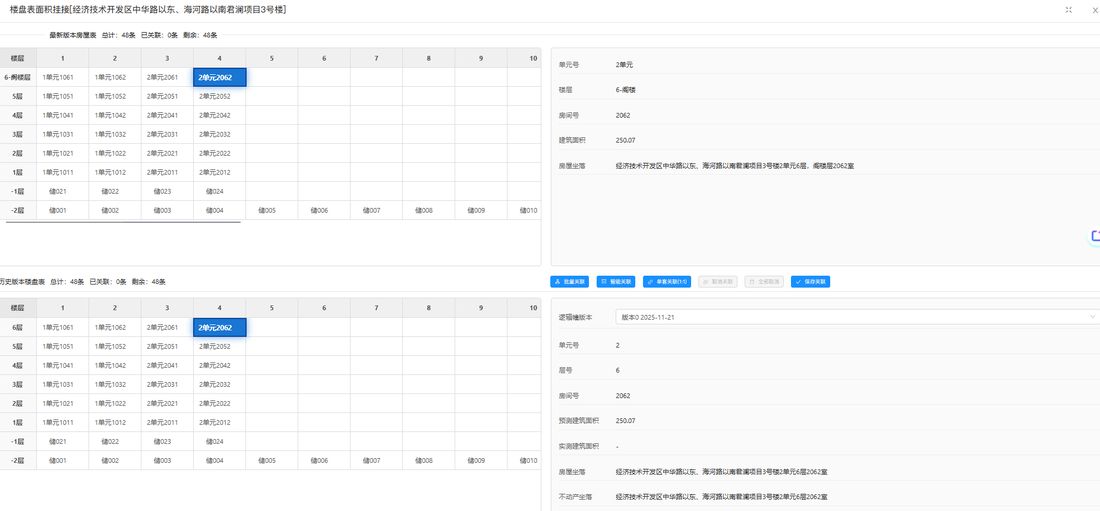 楼盘表面积挂接[经济技术开发区中华路以东、海河路以南君澜项目3号楼]
最新版本房屋表 总计：48条 已关联：0条 剩余：48条
楼层 1 2 3 4 5 6 7 8 9 10
6-阁楼层 1单元1061 1单元1062 2单元2061 2单元2062
5层 1单元1051 1单元1052 2单元2051 2单元2052
4层 1单元1041 1单元1042 2单元2041 2单元2042
3层 1单元1031 1单元1032 2单元2031 2单元2032
2层 1单元1021 1单元1022 2单元2021 2单元2022
1层 1单元1011 1单元1012 2单元2011 2单元2012
-1层 储021 储022 储023 储024
-2层 储001 储002 储003 储004 储005 储006 储007 储008 储009 储010
单元号 2单元
楼层 6-阁楼
房间号 2062
建筑面积 250.07
房屋坐落 经济技术开发区中华路以东、海河路以南君澜项目3号楼2单元6层，阁楼层2062室
历史版本楼盘表 总计：48条 已关联：0条 剩余：48条
批量关联 智能关联 单套关联(1:1) 取消关联 全部取消 保存关联
楼层 1 2 3 4 5 6 7 8 9 10
6层 1单元1061 1单元1062 2单元2061 2单元2062
5层 1单元1051 1单元1052 2单元2051 2单元2052
4层 1单元1041 1单元1042 2单元2041 2单元2042
3层 1单元1031 1单元1032 2单元2031 2单元2032
2层 1单元1021 1单元1022 2单元2021 2单元2022
1层 1单元1011 1单元1012 2单元2011 2单元2012
-1层 储021 储022 储023 储024
-2层 储001 储002 储003 储004 储005 储006 储007 储008 储009 储010
逻辑幢版本 版本0 2025-11-21
单元号 2
层号 6
房间号 2062
预测建筑面积 250.07
实测建筑面积 -
房屋坐落 经济技术开发区中华路以东、海河路以南君澜项目3号楼2单元6层2062室
不动产坐落 经济技术开发区中华路以东、海河路以南君澜项目3号楼2单元6层2062室